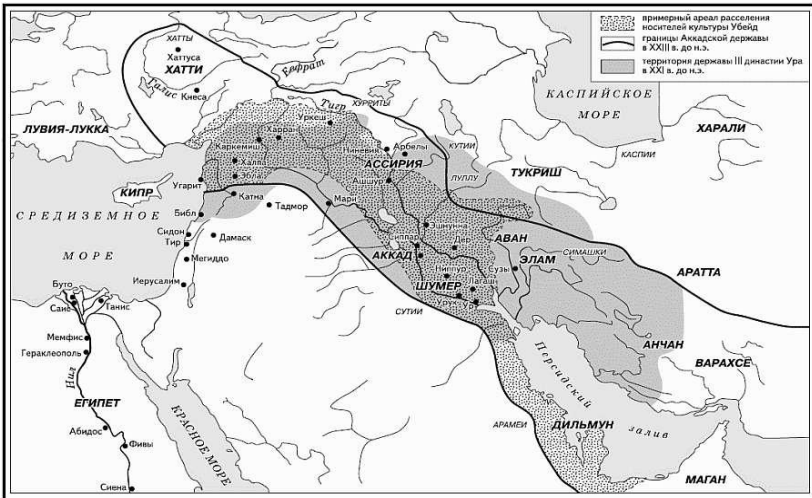 примерный ареал расселения
носителей культуры Убейд
границы Аккадской державы
в XXIII в. до н.э.
территория державы III династии Ура
в XXI в. до н.э.
ХАТТЫ
Хаттуса
ХАТТИ
Галис
Кнеса
Евфрат
Тигр
ХУРРИТЫ
КАСПИЙСКОЕ
МОРЕ
ЛУВИЯ-ЛУККА
Уркеш
Харран
Каркемиш
Ниневия
Арбелы
АССИРИЯ
КУТИИ
КАСПИИ
ХАРАЛИ
Халеб
Эбла
Угарит
КИПР
Ашшур
ЛУЛЛУ
ТУКРИШ
СРЕДИЗЕМНОЕ
МОРЕ
Катна
Библ
Тадмор
Мари
Сидон
Тир
Дамаск
Мегиддо
Иерусалим
Эшнунна
Дер
Сиппар
АККАД
АВАН
ЭЛАМ
СИМАШКИ
Сузы
Ниппур
Лагаш
ШУМЕР
Урук
Ур
АРАТТА
СУТИИ
Буто
Саис
Танис
Мемфис
Гераклеополь
Нил
ЕГИПЕТ
Абидос
Фивы
Сиена
КРАСНОЕ МОРЕ
АНЧАН
ВАРАХСЕ
Персидский
залив
АРАМЕИ
ДИЛЬМУН
МАГАН